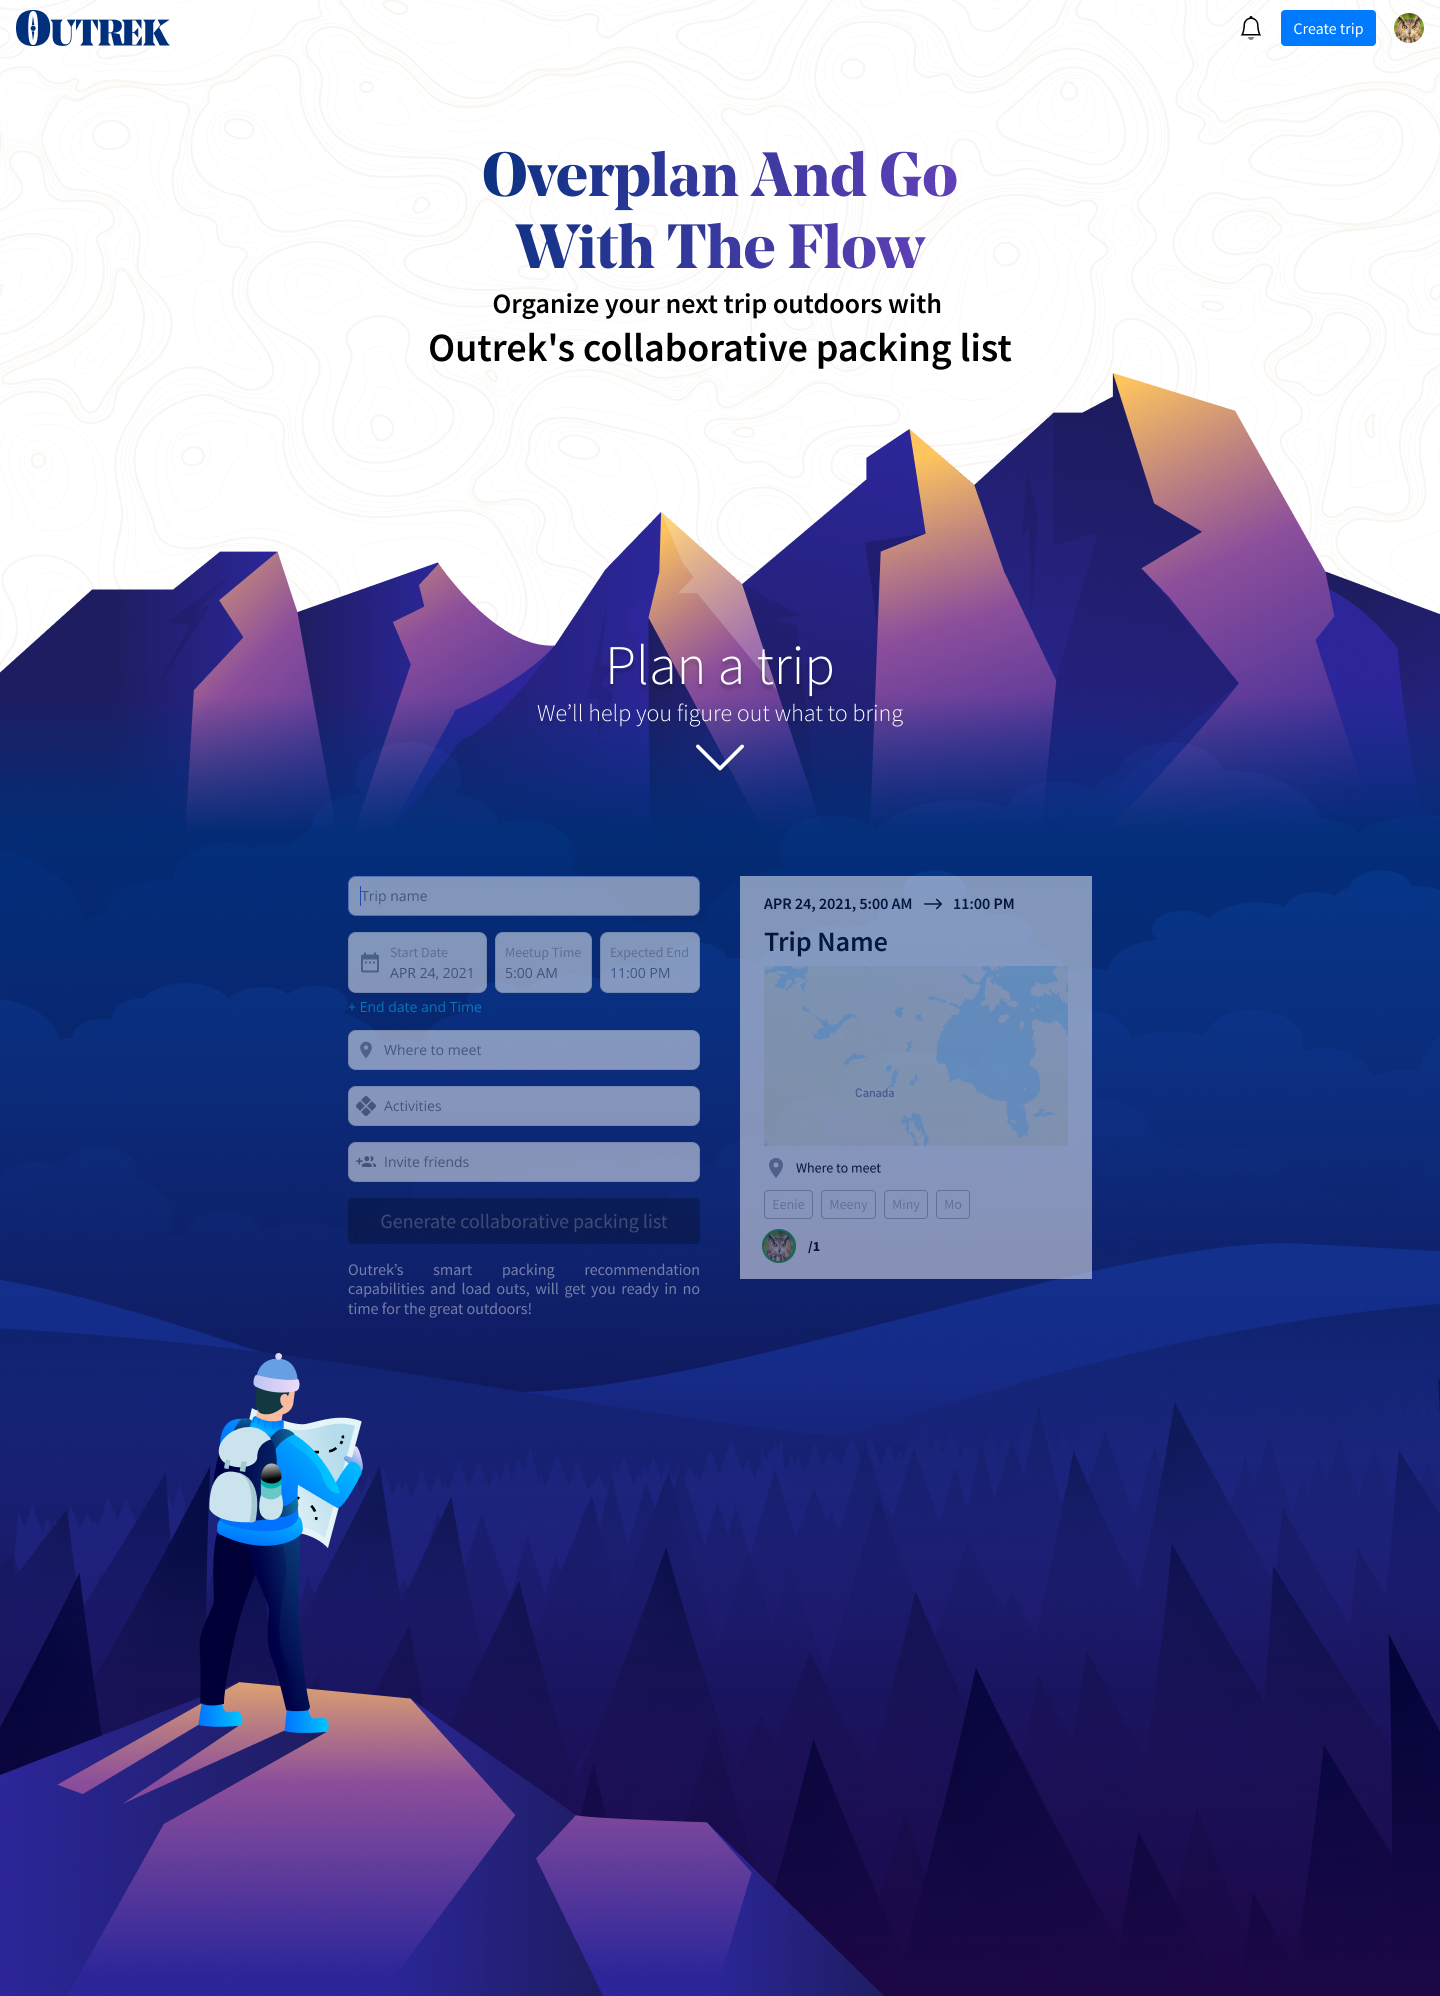 OUTREK
Create trip
Overplan And Go
With The Flow
Organize your next trip outdoors with
Outrek's collaborative packing list
Plan a trip
We’ll help you figure out what to bring
Trip name
Start Date
APR 24, 2021
Meetup Time
5:00 AM
Expected End
11:00 PM
+ End date and Time
Where to meet
Activities
Invite friends
Generate collaborative packing list
Outrek’s smart packing recommendation
capabilities and load outs, will get you ready in no
time for the great outdoors!
APR 24, 2021, 5:00 AM → 11:00 PM
Trip Name
Canada
Where to meet
Eenie Meeny Miny Mo
/1